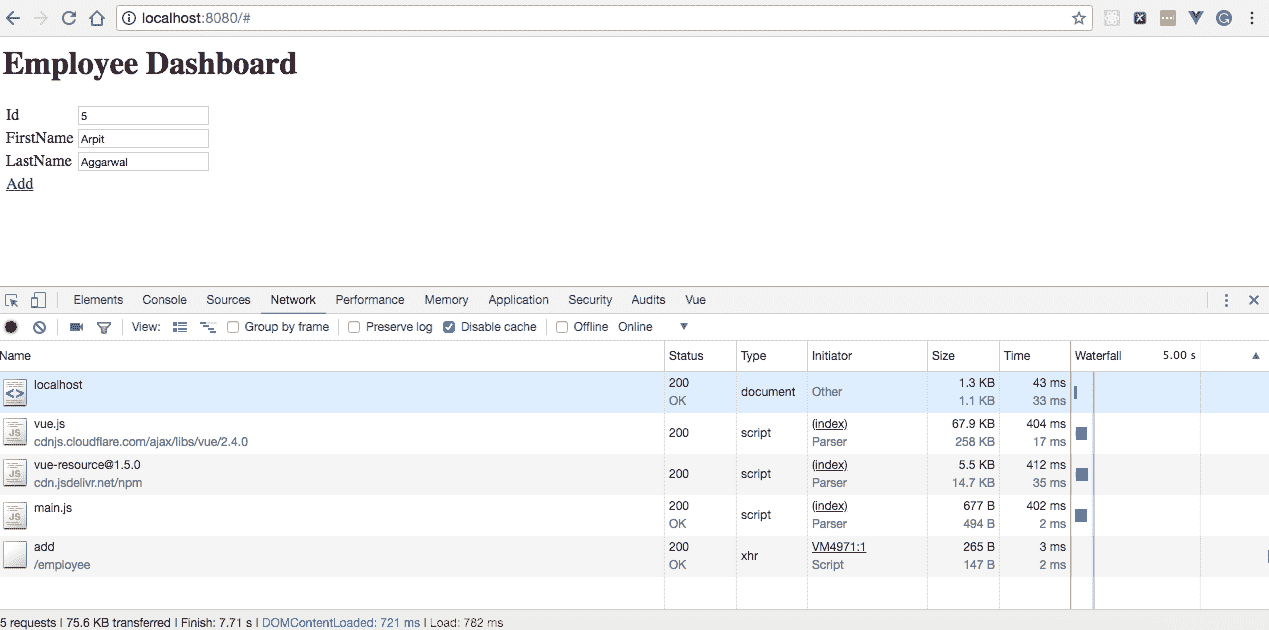 localhost:8080/#
Employee Dashboard
Id 5
FirstName Arpit
LastName Aggarwal
Add
Elements Console Sources Network Performance Memory Application Security Audits Vue
View: Group by frame Preserve log Disable cache Offline Online
Name Status Type Initiator Size Time Waterfall 5.00 s
localhost 200 document Other 1.3 KB 43 ms
OK 1.1 KB 33 ms
vue.js 200 script (index) 67.9 KB 404 ms
cdnjs.cloudflare.com/ajax/libs/vue/2.4.0 Parser 258 KB 17 ms
vue-resource@1.5.0 200 script (index) 5.5 KB 412 ms
cdn.jsdelivr.net/npm Parser 14.7 KB 35 ms
main.js 200 script (index) 677 B 402 ms
OK Parser 494 B 2 ms
add 200 xhr VM4971:1 265 B 3 ms
/employee OK Script 147 B 2 ms
5 requests | 75.6 KB transferred | Finish: 7.71 s | DOMContentLoaded: 721 ms | Load: 782 ms